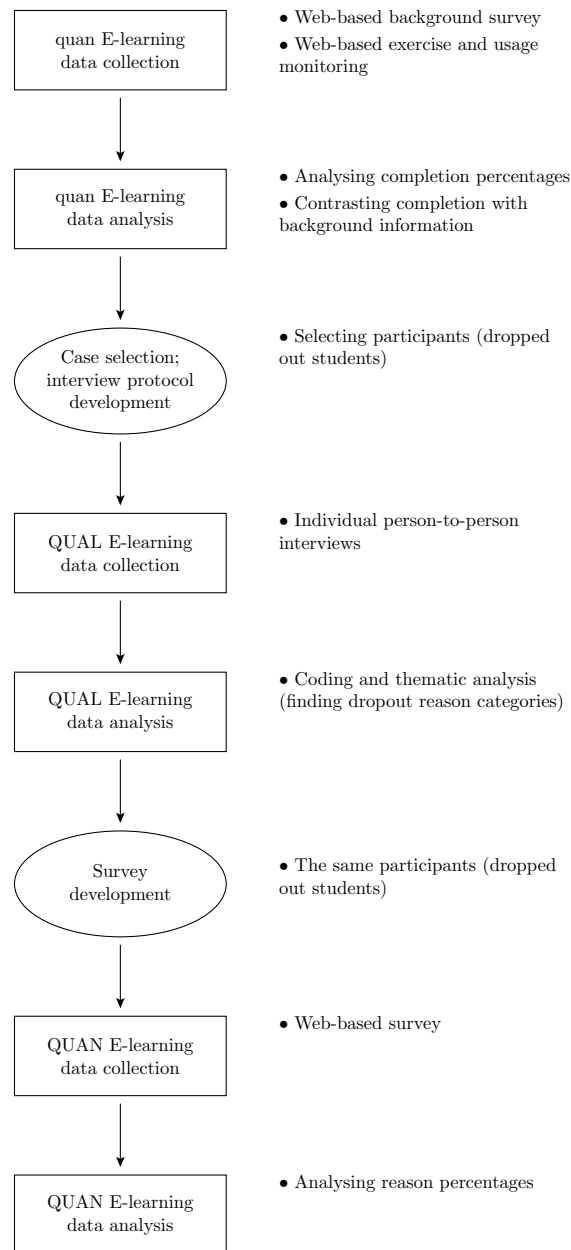 quan E-learning
data collection
• Web-based background survey
• Web-based exercise and usage
monitoring
quan E-learning
data analysis
• Analysing completion percentages
• Contrasting completion with
background information
Case selection;
interview protocol
development
• Selecting participants (dropped
out students)
QUAL E-learning
data collection
• Individual person-to-person
interviews
QUAL E-learning
data analysis
• Coding and thematic analysis
(finding dropout reason categories)
Survey
development
• The same participants (dropped
out students)
QUAN E-learning
data collection
• Web-based survey
QUAN E-learning
data analysis
• Analysing reason percentages